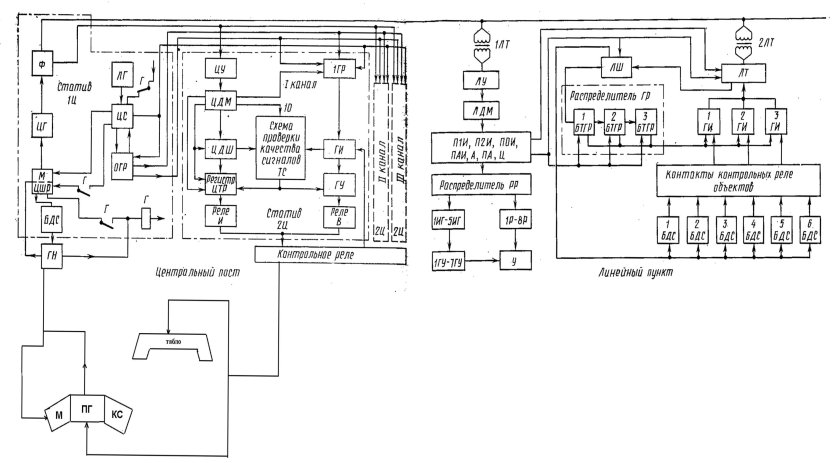 Ф
Статив
1Ц
ЛГ
Г
ЦС
ЦГ
ОГР
М
ЦШР
Г
БДС
Г
Г
ГН
ЦУ
I канал
1ГР
ЦДМ
10
Схема
проверки
качества
сигналов
ТС
ЦДШ
ГИ
Регистр
ЦТР
ГУ
Реле
И
Статив
2Ц
Реле
В
II канал
2Ц
III канал
2Ц
Центральный пост
Контрольное реле
табло
М
ПГ
КС
1ЛТ
ЛУ
ЛДМ
П1И, П2И, П0И,
ПАИ, А, ПА, Ц
Распределитель РР
1ИГ-5ИГ
1Р-8Р
1ГУ-7ГУ
У
2ЛТ
ЛШ
ЛТ
Распределитель ГР
1
БТГР
2
БТГР
3
БТГР
1
ГИ
2
ГИ
3
ГИ
Контакты контрольных реле
объектов
1
БДС
2
БДС
3
БДС
4
БДС
5
БДС
6
БДС
Линейный пункт